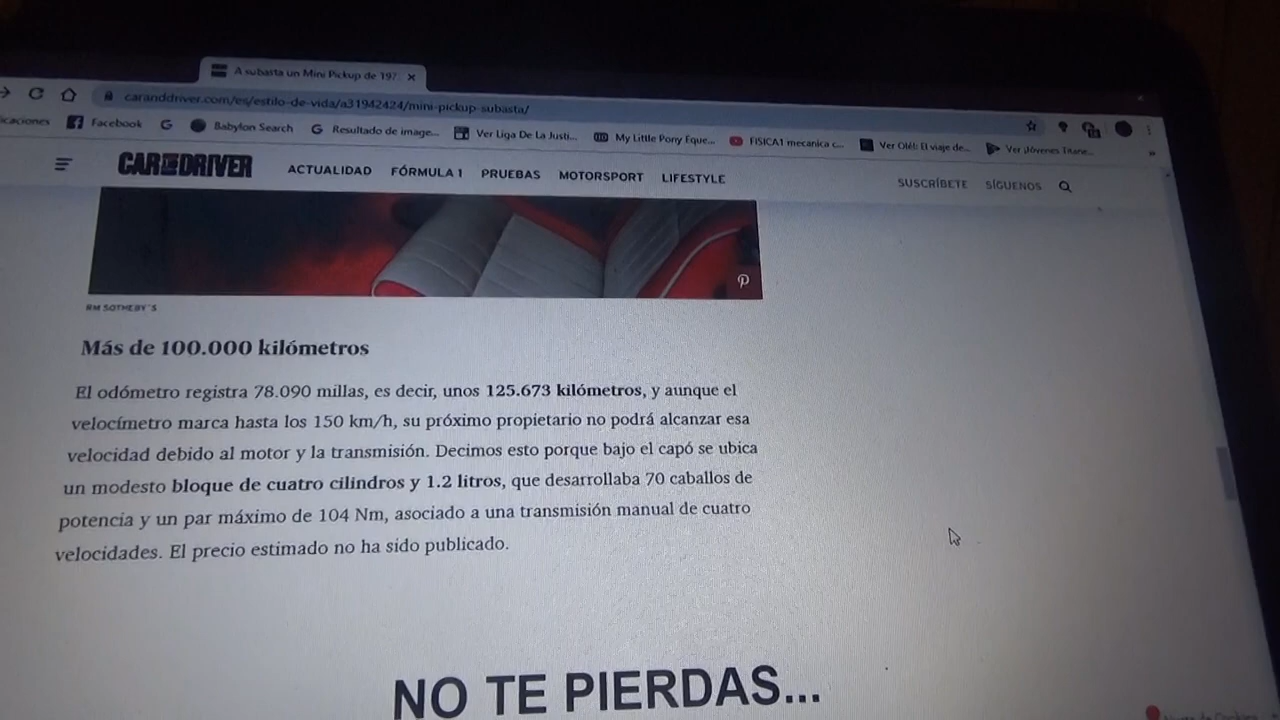 A subasta un Mini Pickup de 197
caranddriver.com/es/estilo-de-vida/a31942424/mini-pickup-subasta/
icaciones Facebook Babylon Search Resultado de image... Ver Liga De La Justi... My Little Pony Eque... FISICA1 mecanica c... Ver Olé!: El viaje de... Ver Jóvenes Titane...
CAR AND DRIVER ACTUALIDAD FÓRMULA 1 PRUEBAS MOTORSPORT LIFESTYLE SUSCRÍBETE SÍGUENOS
RM SOTHEBY´S
Más de 100.000 kilómetros
El odómetro registra 78.090 millas, es decir, unos 125.673 kilómetros, y aunque el
velocímetro marca hasta los 150 km/h, su próximo propietario no podrá alcanzar esa
velocidad debido al motor y la transmisión. Decimos esto porque bajo el capó se ubica
un modesto bloque de cuatro cilindros y 1.2 litros, que desarrollaba 70 caballos de
potencia y un par máximo de 104 Nm, asociado a una transmisión manual de cuatro
velocidades. El precio estimado no ha sido publicado.
NO TE PIERDAS...